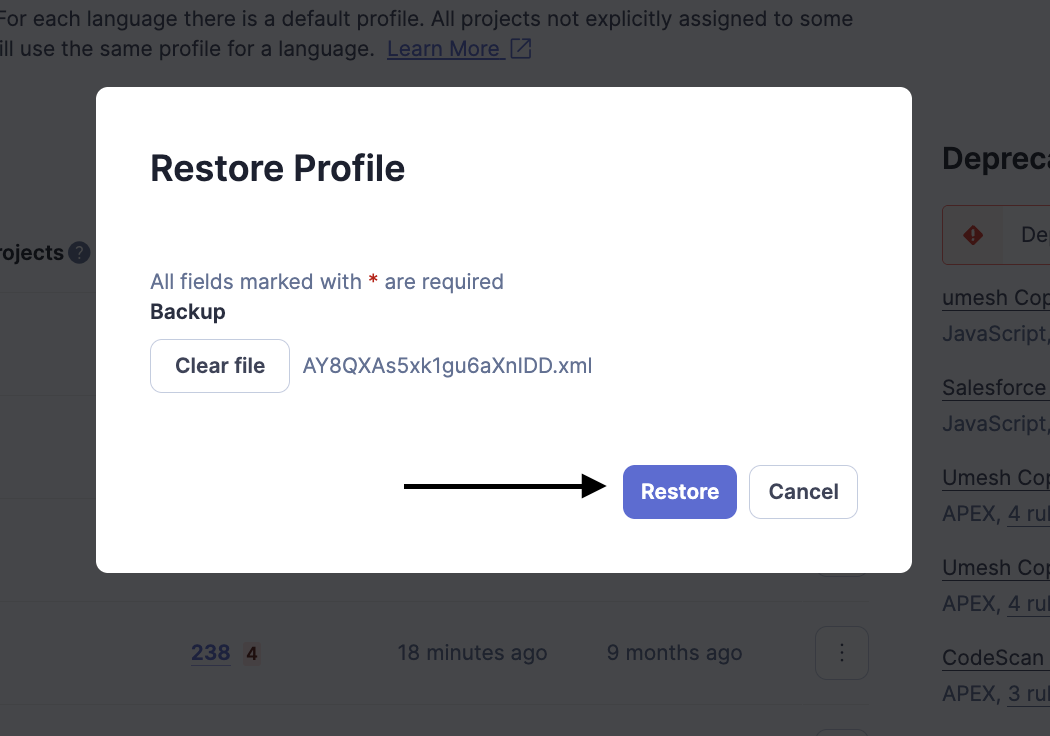 For each language there is a default profile. All projects not explicitly assigned to some
will use the same profile for a language. Learn More
Restore Profile
All fields marked with * are required
Backup
Clear file AY8QXAs5xk1gu6aXnIDD.xml
Restore Cancel
rojects ?
238 4 18 minutes ago 9 months ago
Depreca
De
umesh Cop
JavaScript,
Salesforce
JavaScript,
Umesh Cop
APEX, 4 rul
Umesh Cop
APEX, 4 rul
CodeScan
APEX, 3 rul